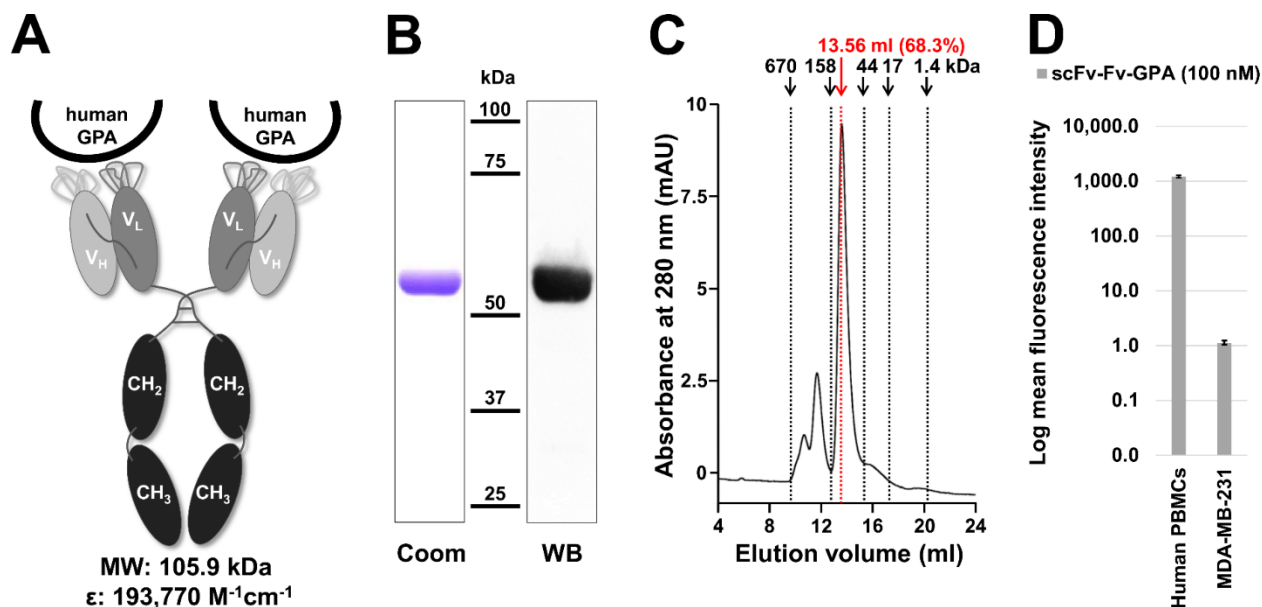 A
human
GPA
human
GPA
VL
VL
VH
VH
CH2
CH2
CH3
CH3
MW: 105.9 kDa
ε: 193,770 M⁻¹cm⁻¹
B
kDa
100
75
50
37
25
Coom
WB
C
13.56 ml (68.3%)
670 158 44 17 1.4 kDa
Absorbance at 280 nm (mAU)
10
7.5
5
2.5
0
4 8 12 16 20 24
Elution volume (ml)
D
scFv-Fv-GPA (100 nM)
Log mean fluorescence intensity
10,000.0
1,000.0
100.0
10.0
1.0
0.1
0.0
Human PBMCs
MDA-MB-231